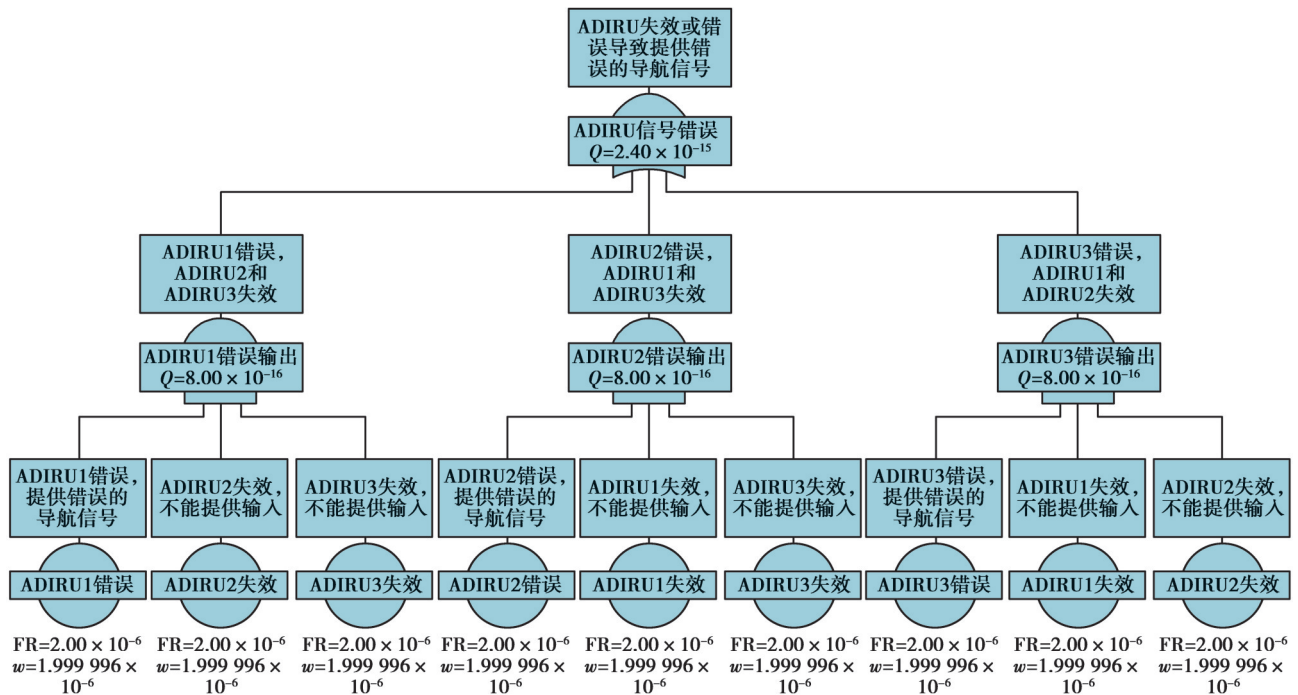 ADIRU失效或错
误导致提供错
误的导航信号
ADIRU信号错误
Q=2.40 × 10⁻¹⁵
ADIRU1错误，
ADIRU2和
ADIRU3失效
ADIRU2错误，
ADIRU1和
ADIRU3失效
ADIRU3错误，
ADIRU1和
ADIRU2失效
ADIRU1错误输出
Q=8.00 × 10⁻¹⁶
ADIRU2错误输出
Q=8.00 × 10⁻¹⁶
ADIRU3错误输出
Q=8.00 × 10⁻¹⁶
ADIRU1错误，
提供错误的
导航信号
ADIRU2失效，
不能提供输入
ADIRU3失效，
不能提供输入
ADIRU2错误，
提供错误的
导航信号
ADIRU1失效，
不能提供输入
ADIRU3失效，
不能提供输入
ADIRU3错误，
提供错误的
导航信号
ADIRU1失效，
不能提供输入
ADIRU2失效，
不能提供输入
ADIRU1错误
ADIRU2失效
ADIRU3失效
ADIRU2错误
ADIRU1失效
ADIRU3失效
ADIRU3错误
ADIRU1失效
ADIRU2失效
FR=2.00 × 10⁻⁶
w=1.999 996 ×
10⁻⁶
FR=2.00 × 10⁻⁶
w=1.999 996 ×
10⁻⁶
FR=2.00 × 10⁻⁶
w=1.999 996 ×
10⁻⁶
FR=2.00 × 10⁻⁶
w=1.999 996 ×
10⁻⁶
FR=2.00 × 10⁻⁶
w=1.999 996 ×
10⁻⁶
FR=2.00 × 10⁻⁶
w=1.999 996 ×
10⁻⁶
FR=2.00 × 10⁻⁶
w=1.999 996 ×
10⁻⁶
FR=2.00 × 10⁻⁶
w=1.999 996 ×
10⁻⁶
FR=2.00 × 10⁻⁶
w=1.999 996 ×
10⁻⁶